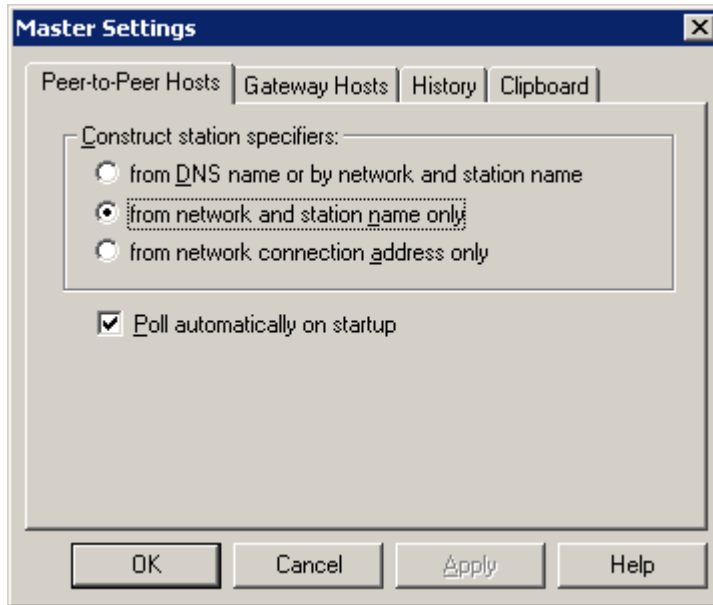 Master Settings
Peer-to-Peer Hosts Gateway Hosts History Clipboard
Construct station specifiers:
from DNS name or by network and station name
from network and station name only
from network connection address only
Poll automatically on startup
OK Cancel Apply Help